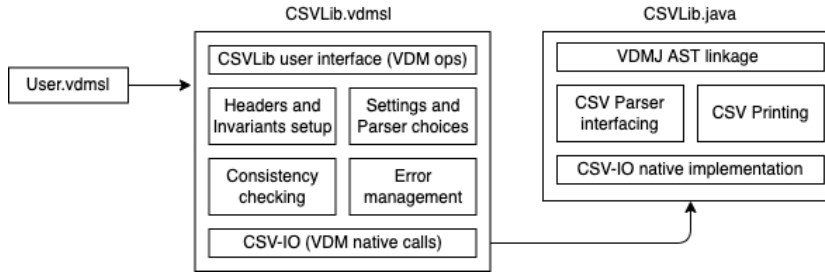 CSVLib.vdmsl
CSVLib.java
User.vdmsl
CSVLib user interface (VDM ops)
Headers and
Invariants setup
Settings and
Parser choices
Consistency
checking
Error
management
CSV-IO (VDM native calls)
VDMJ AST linkage
CSV Parser
interfacing
CSV Printing
CSV-IO native implementation